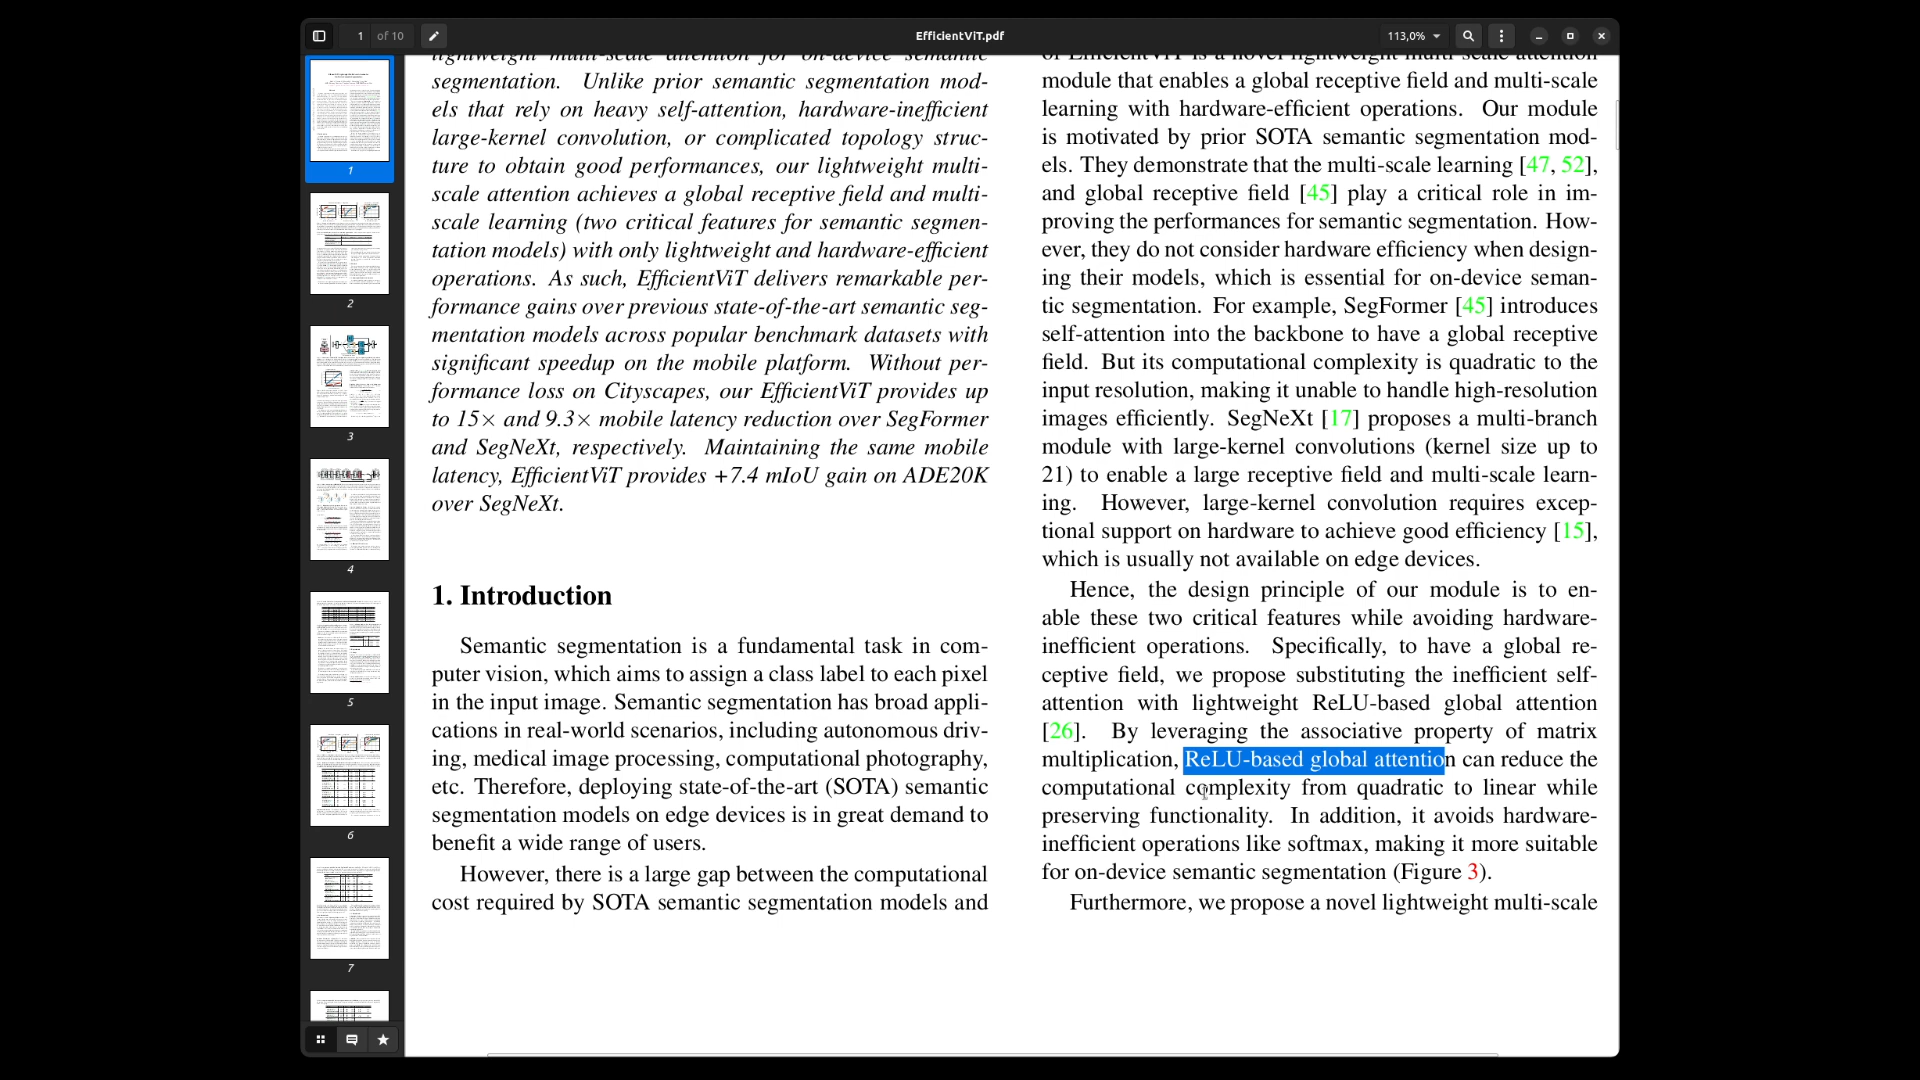 1 of 10
EfficientViT.pdf
113,0%
1
2
3
4
5
6
7
lightweight multi-scale attention for on-device semantic
segmentation. Unlike prior semantic segmentation mod-
els that rely on heavy self-attention, hardware-inefficient
large-kernel convolution, or complicated topology struc-
ture to obtain good performances, our lightweight multi-
scale attention achieves a global receptive field and multi-
scale learning (two critical features for semantic segmen-
tation models) with only lightweight and hardware-efficient
operations. As such, EfficientViT delivers remarkable per-
formance gains over previous state-of-the-art semantic seg-
mentation models across popular benchmark datasets with
significant speedup on the mobile platform. Without per-
formance loss on Cityscapes, our EfficientViT provides up
to 15× and 9.3× mobile latency reduction over SegFormer
and SegNeXt, respectively. Maintaining the same mobile
latency, EfficientViT provides +7.4 mIoU gain on ADE20K
over SegNeXt.
1. Introduction
Semantic segmentation is a fundamental task in com-
puter vision, which aims to assign a class label to each pixel
in the input image. Semantic segmentation has broad appli-
cations in real-world scenarios, including autonomous driv-
ing, medical image processing, computational photography,
etc. Therefore, deploying state-of-the-art (SOTA) semantic
segmentation models on edge devices is in great demand to
benefit a wide range of users.
However, there is a large gap between the computational
cost required by SOTA semantic segmentation models and
of EfficientViT is a novel lightweight multi-scale attention
module that enables a global receptive field and multi-scale
learning with hardware-efficient operations. Our module
is motivated by prior SOTA semantic segmentation mod-
els. They demonstrate that the multi-scale learning [47, 52],
and global receptive field [45] play a critical role in im-
proving the performances for semantic segmentation. How-
ever, they do not consider hardware efficiency when design-
ing their models, which is essential for on-device seman-
tic segmentation. For example, SegFormer [45] introduces
self-attention into the backbone to have a global receptive
field. But its computational complexity is quadratic to the
input resolution, making it unable to handle high-resolution
images efficiently. SegNeXt [17] proposes a multi-branch
module with large-kernel convolutions (kernel size up to
21) to enable a large receptive field and multi-scale learn-
ing. However, large-kernel convolution requires excep-
tional support on hardware to achieve good efficiency [15],
which is usually not available on edge devices.
Hence, the design principle of our module is to en-
able these two critical features while avoiding hardware-
inefficient operations. Specifically, to have a global re-
ceptive field, we propose substituting the inefficient self-
attention with lightweight ReLU-based global attention
[26]. By leveraging the associative property of matrix
multiplication, ReLU-based global attention can reduce the
computational complexity from quadratic to linear while
preserving functionality. In addition, it avoids hardware-
inefficient operations like softmax, making it more suitable
for on-device semantic segmentation (Figure 3).
Furthermore, we propose a novel lightweight multi-scale